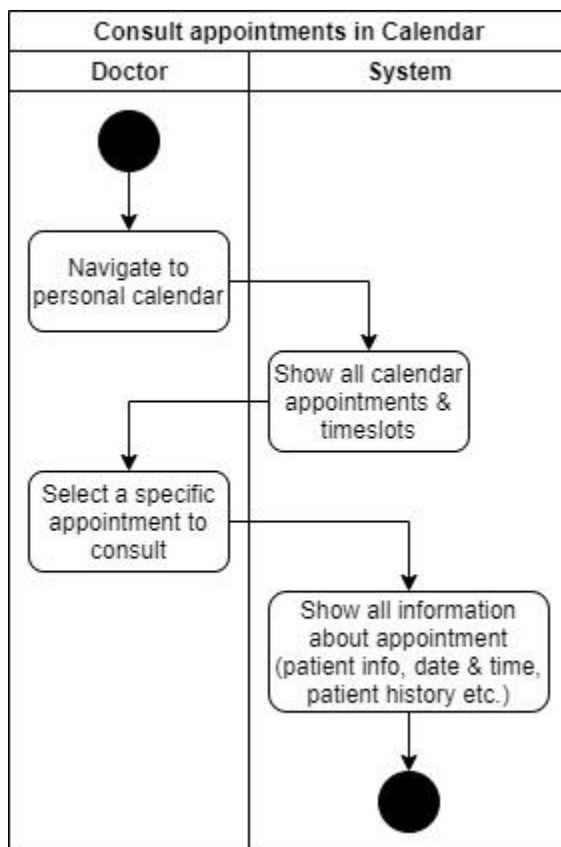 Consult appointments in Calendar
Doctor
System
Navigate to
personal calendar
Show all calendar
appointments &
timeslots
Select a specific
appointment to
consult
Show all information
about appointment
(patient info, date & time,
patient history etc.)